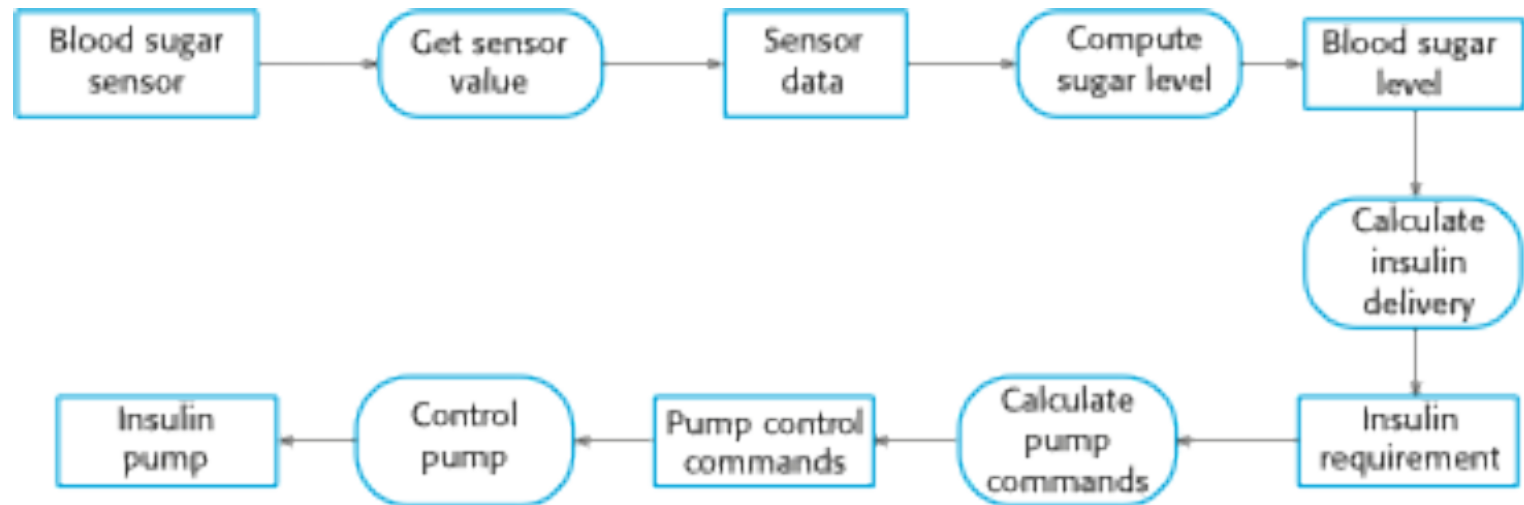 Blood sugar
sensor
Get sensor
value
Sensor
data
Compute
sugar level
Blood sugar
level
Calculate
insulin
delivery
Insulin
requirement
Calculate
pump
commands
Pump control
commands
Control
pump
Insulin
pump